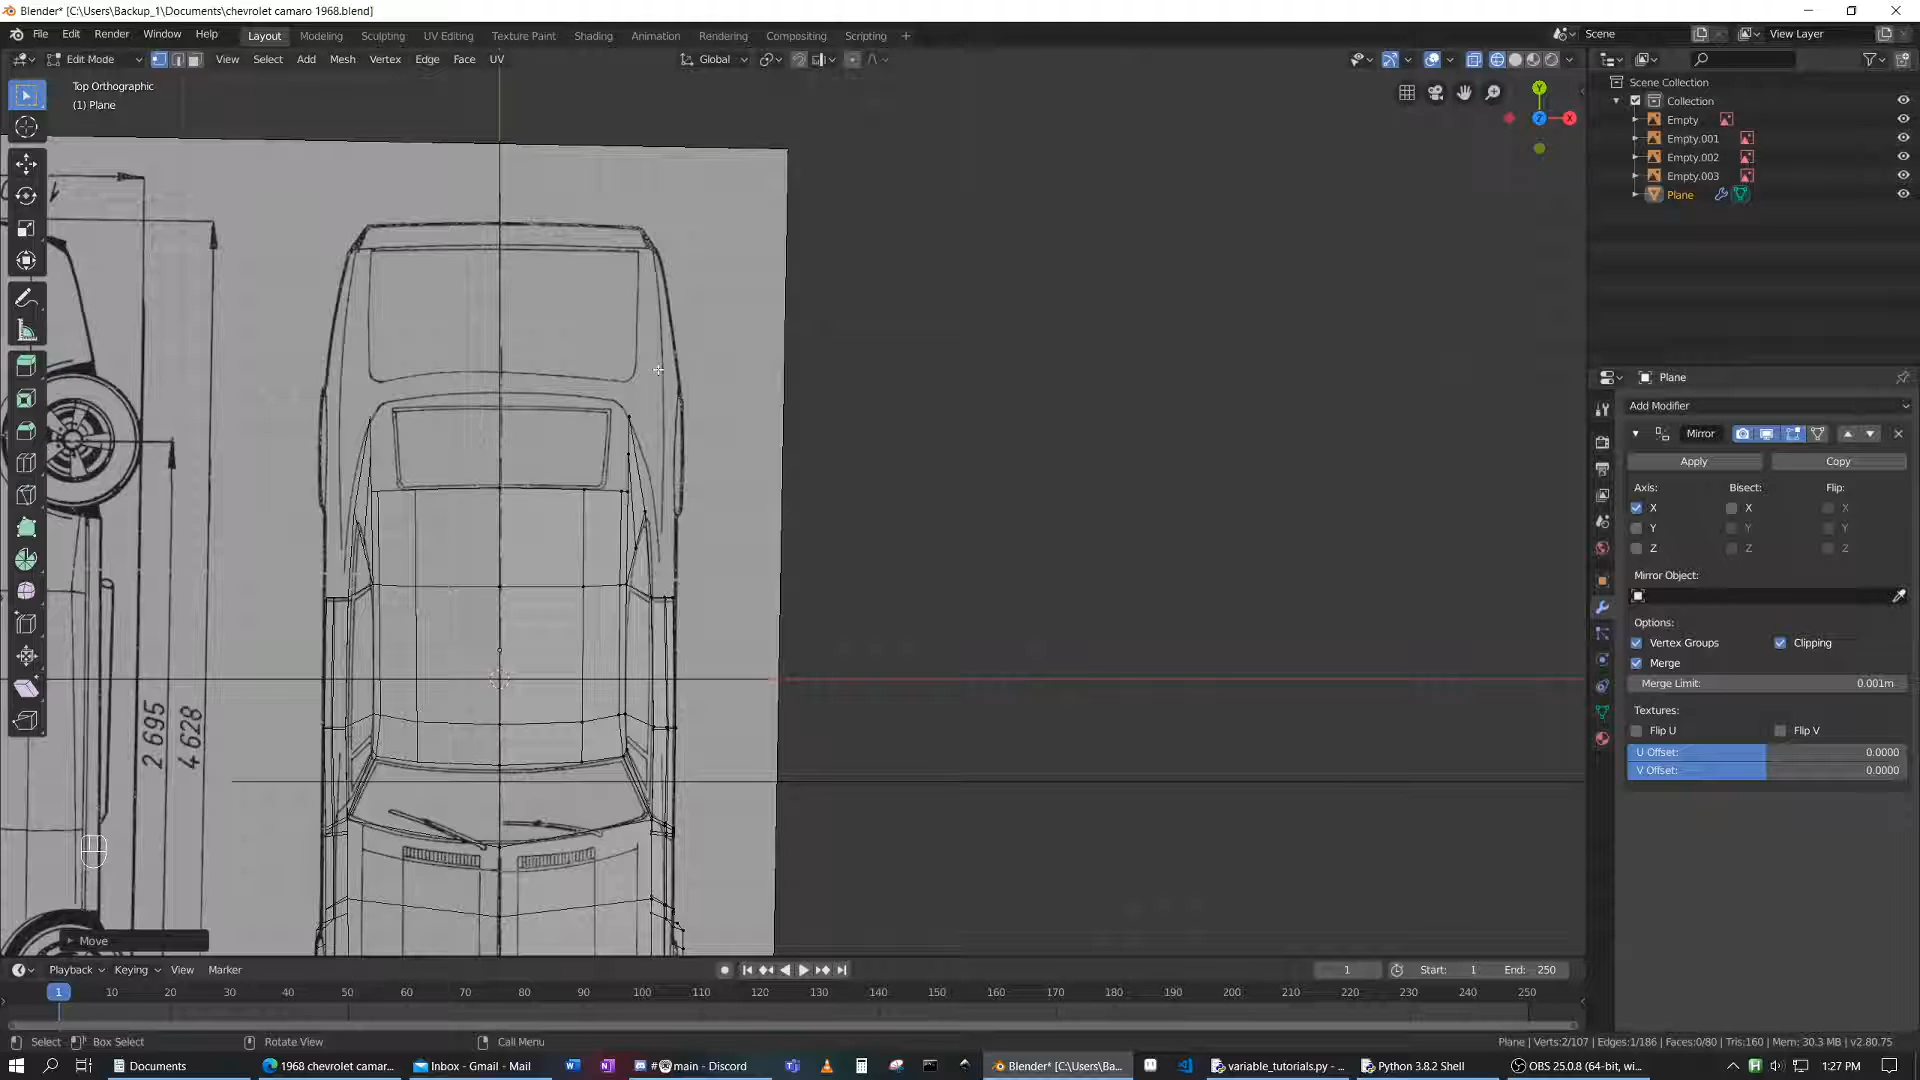 Blender* [C:\Users\Backup_1\Documents\chevrolet camaro 1968.blend]
File Edit Render Window Help Layout Modeling Sculpting UV Editing Texture Paint Shading Animation Rendering Compositing Scripting + Scene View Layer
Edit Mode View Select Add Mesh Vertex Edge Face UV Global
Top Orthographic
(1) Plane
Y
Z
X
2 695
4 628
Move
Scene Collection
Collection
Empty
Empty.001
Empty.002
Empty.003
Plane
Plane
Add Modifier
Mirror
Apply Copy
Axis: Bisect: Flip:
X X X
Y Y Y
Z Z Z
Mirror Object:
Options:
Vertex Groups Clipping
Merge
Merge Limit: 0.001m
Textures:
Flip U Flip V
U Offset: 0.0000
V Offset: 0.0000
Playback Keying View Marker 1 Start: 1 End: 250
1 10 20 30 40 50 60 70 80 90 100 110 120 130 140 150 160 170 180 190 200 210 220 230 240 250
Select Box Select Rotate View Call Menu Plane | Verts:2/107 | Edges:1/186 | Faces:0/80 | Tris:160 | Mem: 30.3 MB | v2.80.75
Documents 1968 chevrolet camar... Inbox - Gmail - Mail #main - Discord Blender* [C:\Users\Ba... variable_tutorials.py - ... Python 3.8.2 Shell OBS 25.0.8 (64-bit, wi... 1:27 PM